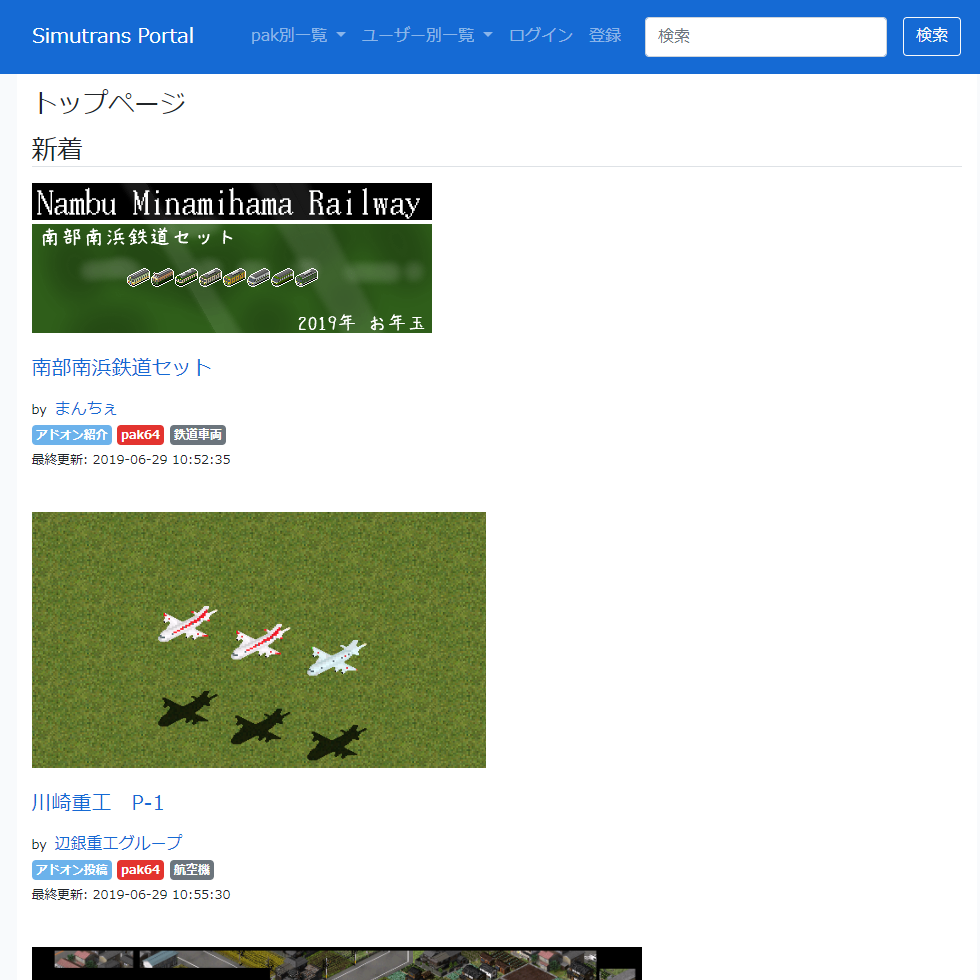 Simutrans Portal
pak別一覧
ユーザー別一覧
ログイン
登録
検索
検索
トップページ
新着
Nambu Minamihama Railway
南部南浜鉄道セット
2019年 お年玉
南部南浜鉄道セット
by まんちぇ
アドオン紹介 pak64 鉄道車両
最終更新: 2019-06-29 10:52:35
川崎重工　P-1
by 辺銀重工グループ
アドオン投稿 pak64 航空機
最終更新: 2019-06-29 10:55:30